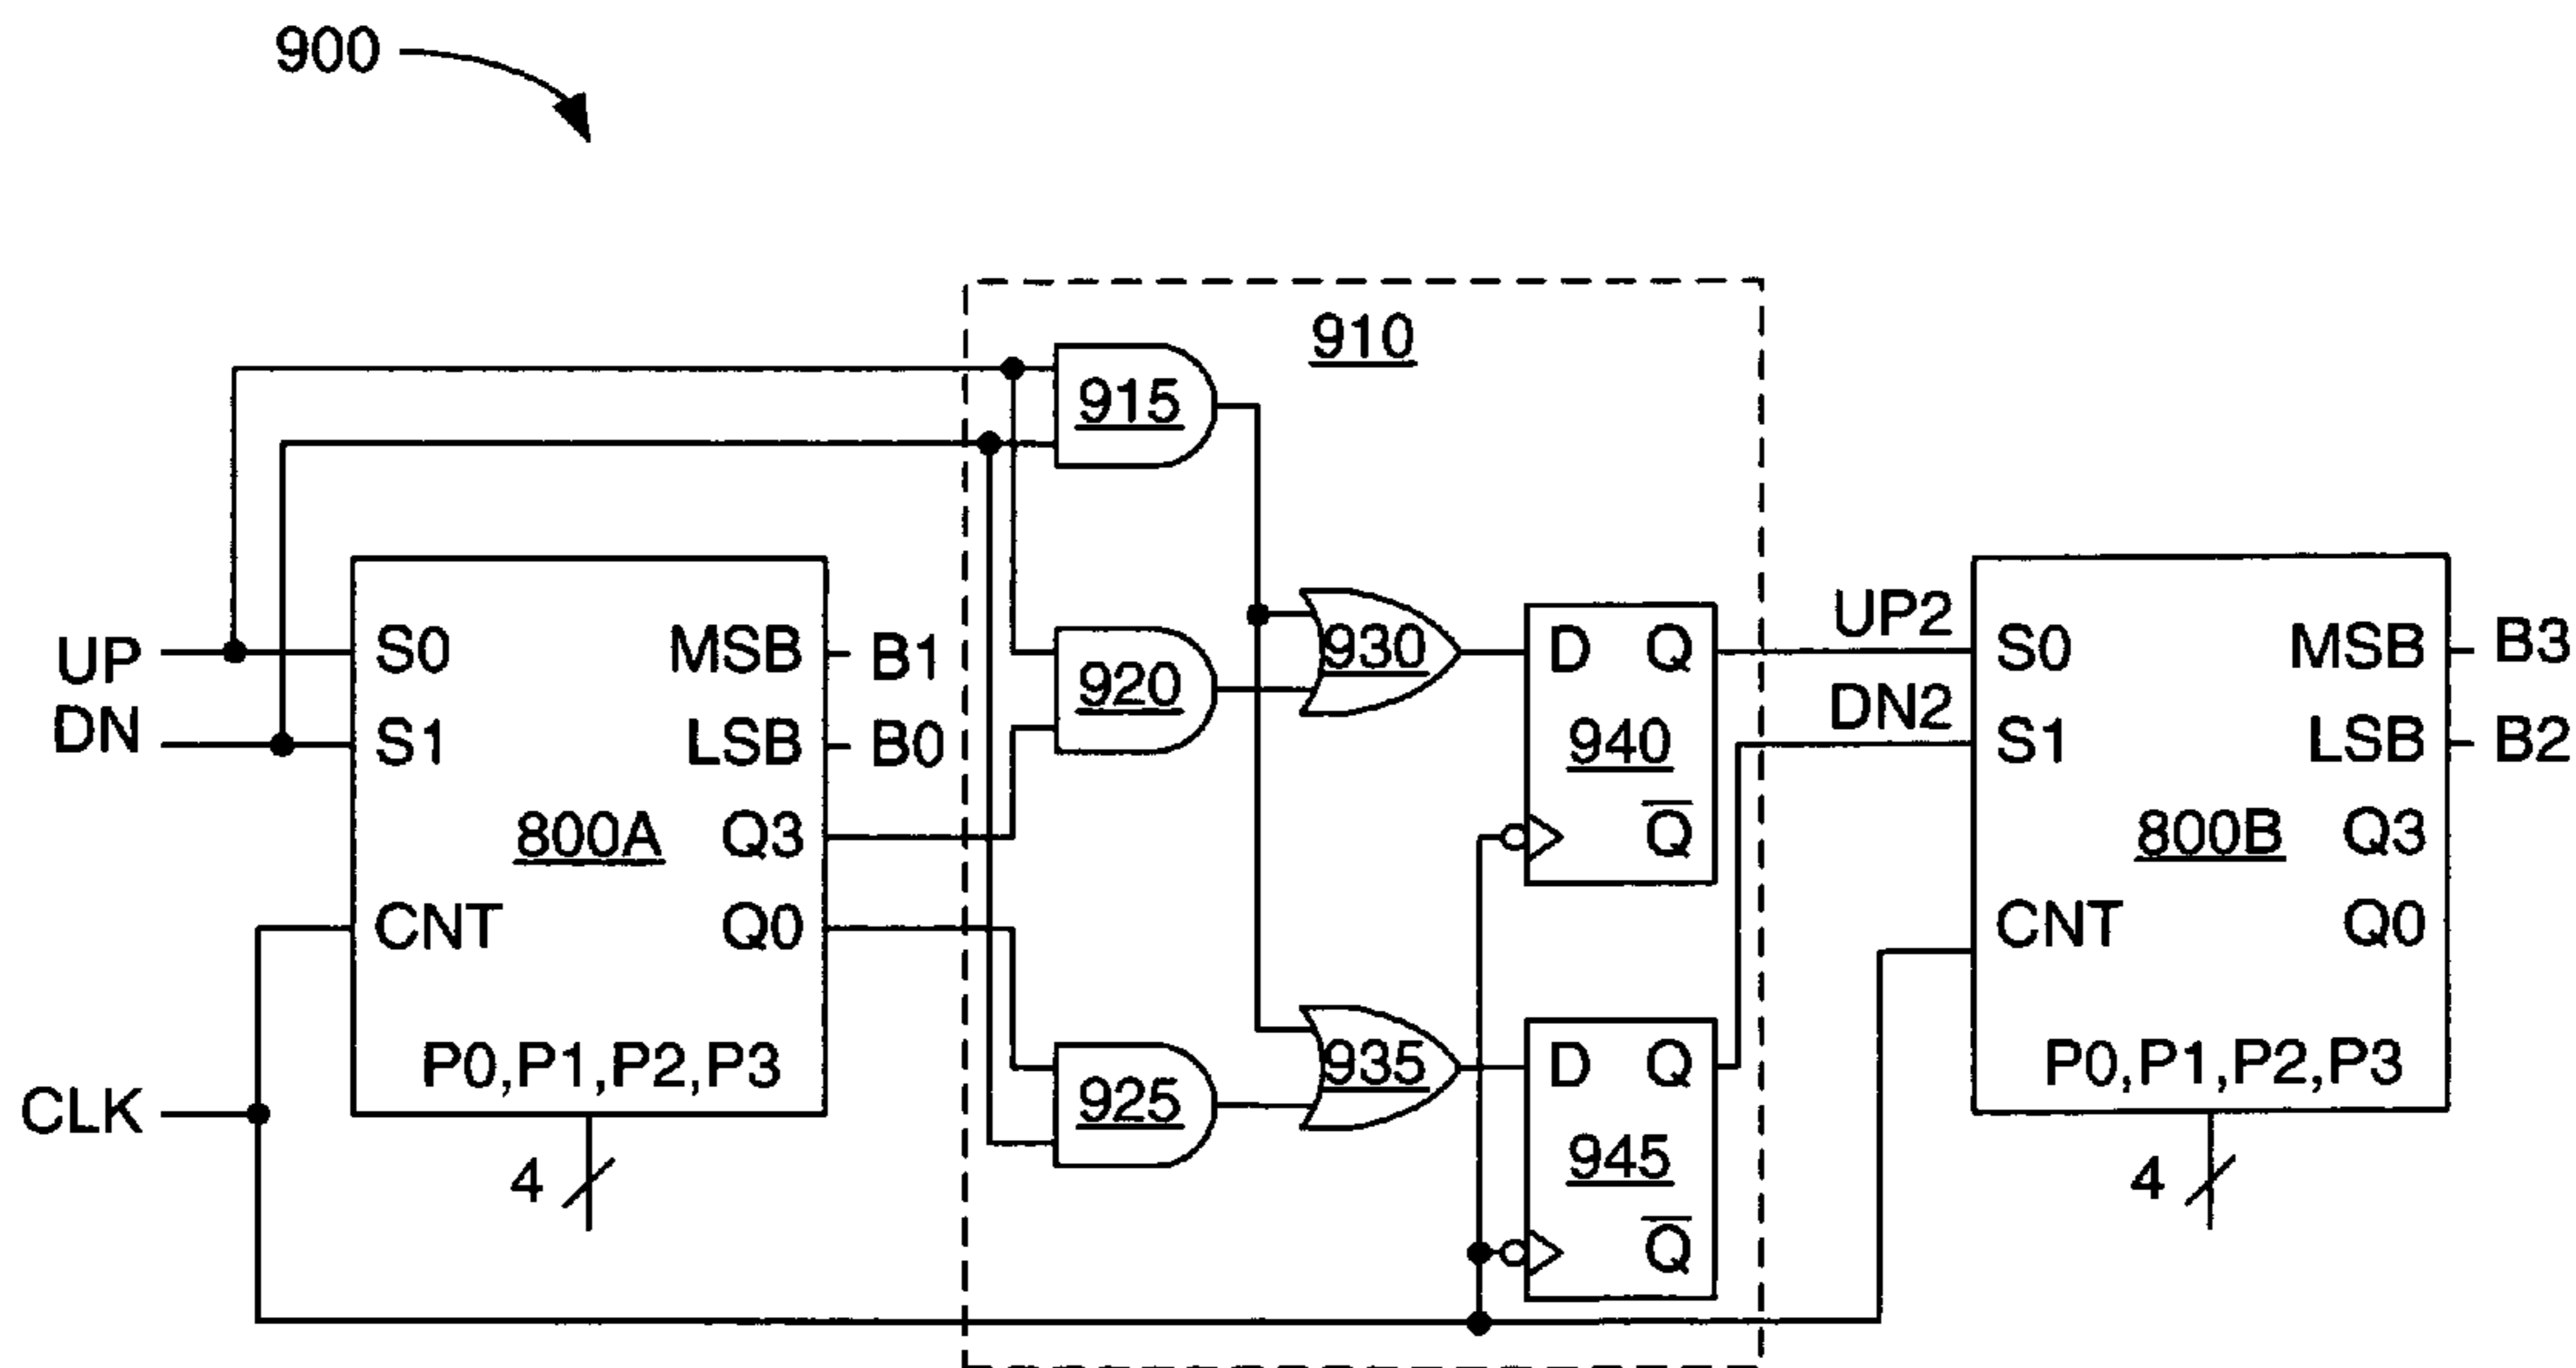 900
910
915
UP
DN
CLK
S0 MSB B1
S1 LSB B0
800A Q3
CNT Q0
P0,P1,P2,P3
4
920
925
930
935
D Q
940
Q
D Q
945
Q
UP2
DN2
S0 MSB B3
S1 LSB B2
800B Q3
CNT Q0
P0,P1,P2,P3
4